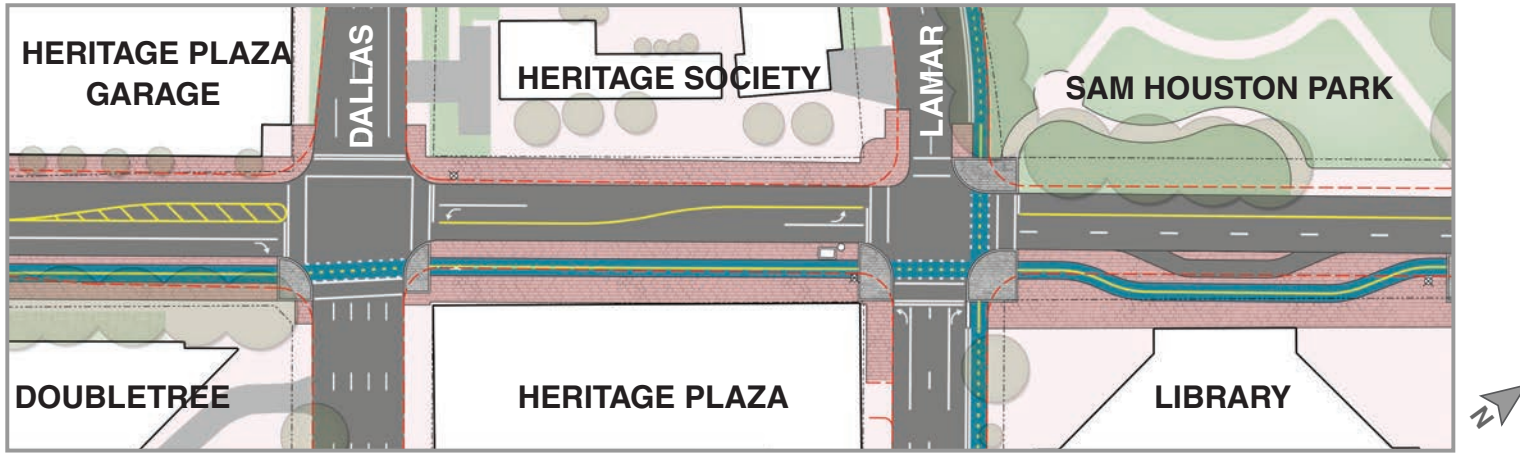 HERITAGE PLAZA
GARAGE
DALLAS
HERITAGE SOCIETY
LAMAR
SAM HOUSTON PARK
DOUBLETREE
HERITAGE PLAZA
LIBRARY
N